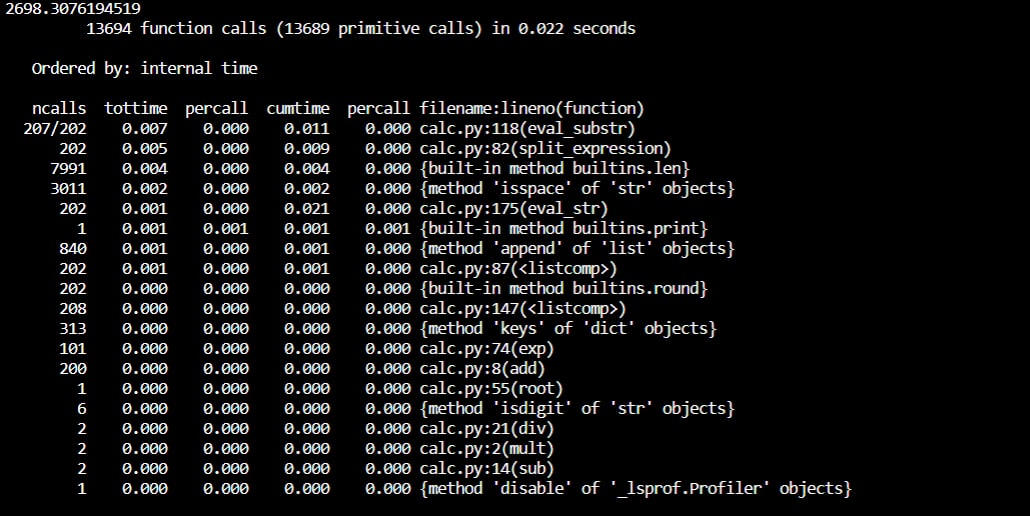 2698.3076194519
13694 function calls (13689 primitive calls) in 0.022 seconds
Ordered by: internal time
ncalls tottime percall cumtime percall filename:lineno(function)
207/202 0.007 0.000 0.011 0.000 calc.py:118(eval_substr)
202 0.005 0.000 0.009 0.000 calc.py:82(split_expression)
7991 0.004 0.000 0.004 0.000 {built-in method builtins.len}
3011 0.002 0.000 0.002 0.000 {method 'isspace' of 'str' objects}
202 0.001 0.000 0.021 0.000 calc.py:175(eval_str)
1 0.001 0.001 0.001 0.001 {built-in method builtins.print}
840 0.001 0.000 0.001 0.000 {method 'append' of 'list' objects}
202 0.001 0.000 0.001 0.000 calc.py:87(<listcomp>)
202 0.000 0.000 0.000 0.000 {built-in method builtins.round}
208 0.000 0.000 0.000 0.000 calc.py:147(<listcomp>)
313 0.000 0.000 0.000 0.000 {method 'keys' of 'dict' objects}
101 0.000 0.000 0.000 0.000 calc.py:74(exp)
200 0.000 0.000 0.000 0.000 calc.py:8(add)
1 0.000 0.000 0.000 0.000 calc.py:55(root)
6 0.000 0.000 0.000 0.000 {method 'isdigit' of 'str' objects}
2 0.000 0.000 0.000 0.000 calc.py:21(div)
2 0.000 0.000 0.000 0.000 calc.py:2(mult)
2 0.000 0.000 0.000 0.000 calc.py:14(sub)
1 0.000 0.000 0.000 0.000 {method 'disable' of '_lsprof.Profiler' objects}